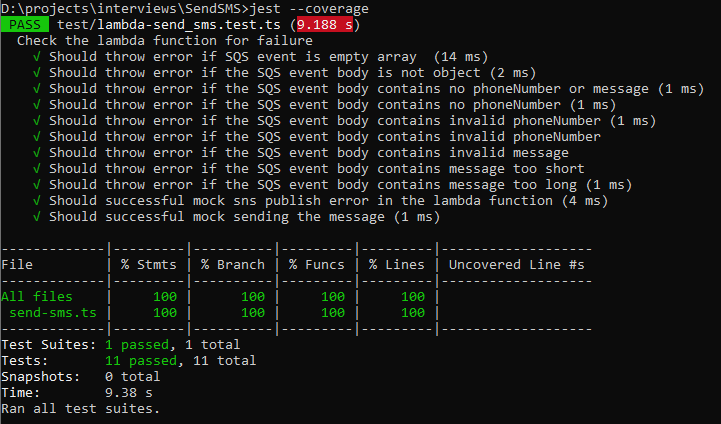 D:\projects\interviews\SendSMS>jest --coverage
PASS test/lambda-send_sms.test.ts (9.188 s)
Check the lambda function for failure
√ Should throw error if SQS event is empty array (14 ms)
√ Should throw error if the SQS event body is not object (2 ms)
√ Should throw error if the SQS event body contains no phoneNumber or message (1 ms)
√ Should throw error if the SQS event body contains no phoneNumber (1 ms)
√ Should throw error if the SQS event body contains invalid phoneNumber (1 ms)
√ Should throw error if the SQS event body contains invalid phoneNumber
√ Should throw error if the SQS event body contains invalid message
√ Should throw error if the SQS event body contains message too short
√ Should throw error if the SQS event body contains message too long (1 ms)
√ Should successful mock sns publish error in the lambda function (4 ms)
√ Should successful mock sending the message (1 ms)
-------------|---------|----------|---------|---------|-------------------
File         | % Stmts | % Branch | % Funcs | % Lines | Uncovered Line #s
-------------|---------|----------|---------|---------|-------------------
All files    |     100 |      100 |     100 |     100 |
 send-sms.ts |     100 |      100 |     100 |     100 |
-------------|---------|----------|---------|---------|-------------------
Test Suites: 1 passed, 1 total
Tests:       11 passed, 11 total
Snapshots:   0 total
Time:        9.38 s
Ran all test suites.